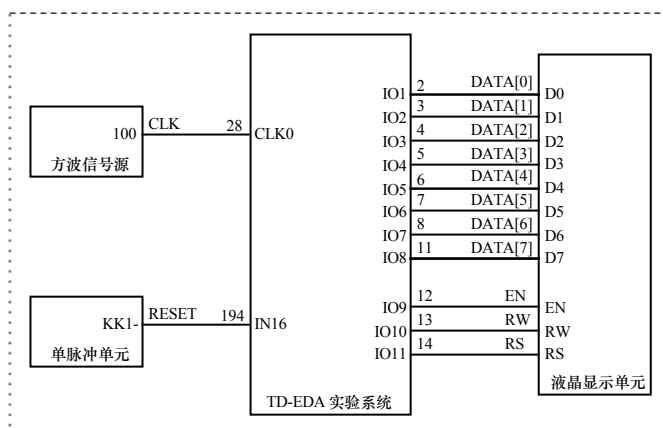 2 DATA[0]
IO1 D0
3 DATA[1]
IO2 D1
4 DATA[2]
IO3 D2
5 DATA[3]
IO4 D3
6 DATA[4]
IO5 D4
7 DATA[5]
IO6 D5
8 DATA[6]
IO7 D6
11 DATA[7]
IO8 D7
100 CLK 28 CLK0
方波信号源
12 EN
IO9 EN
13 RW
IO10 RW
14 RS
IO11 RS
KK1- RESET 194 IN16
单脉冲单元
液晶显示单元
TD-EDA 实验系统